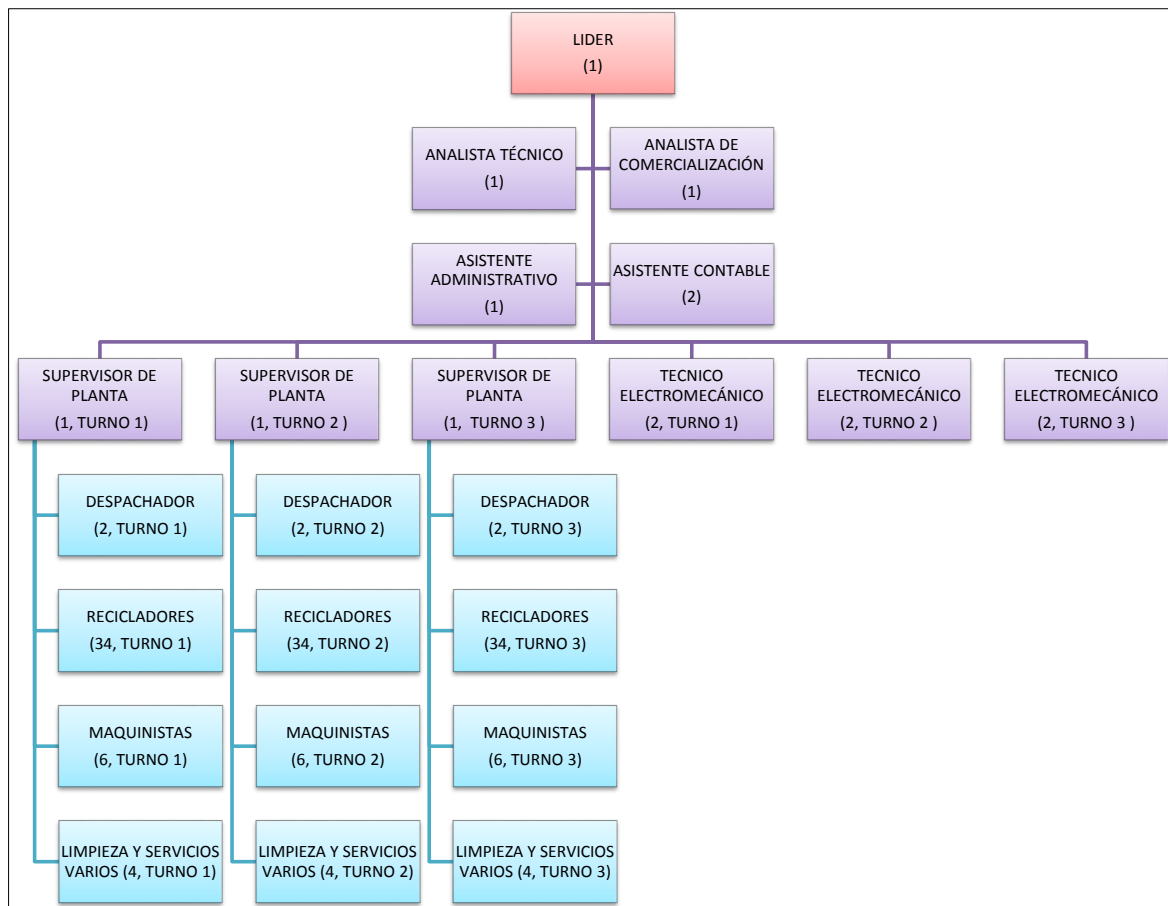 LIDER
(1)
ANALISTA TÉCNICO
(1)
ANALISTA DE
COMERCIALIZACIÓN
(1)
ASISTENTE
ADMINISTRATIVO
(1)
ASISTENTE CONTABLE
(2)
SUPERVISOR DE
PLANTA
(1, TURNO 1)
SUPERVISOR DE
PLANTA
(1, TURNO 2 )
SUPERVISOR DE
PLANTA
(1, TURNO 3 )
TECNICO
ELECTROMECÁNICO
(2, TURNO 1)
TECNICO
ELECTROMECÁNICO
(2, TURNO 2 )
TECNICO
ELECTROMECÁNICO
(2, TURNO 3 )
DESPACHADOR
(2, TURNO 1)
DESPACHADOR
(2, TURNO 2)
DESPACHADOR
(2, TURNO 3)
RECICLADORES
(34, TURNO 1)
RECICLADORES
(34, TURNO 2)
RECICLADORES
(34, TURNO 3)
MAQUINISTAS
(6, TURNO 1)
MAQUINISTAS
(6, TURNO 2)
MAQUINISTAS
(6, TURNO 3)
LIMPIEZA Y SERVICIOS
VARIOS (4, TURNO 1)
LIMPIEZA Y SERVICIOS
VARIOS (4, TURNO 2)
LIMPIEZA Y SERVICIOS
VARIOS (4, TURNO 3)